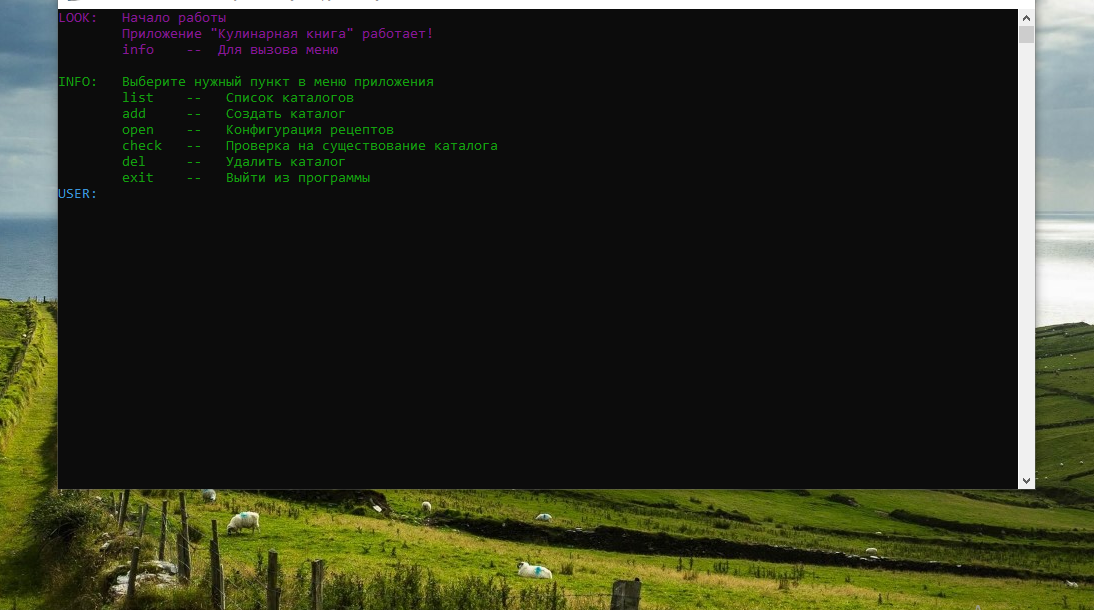 LOOK: Начало работы
Приложение "Кулинарная книга" работает!
info -- Для вызова меню
INFO: Выберите нужный пункт в меню приложения
list -- Список каталогов
add -- Создать каталог
open -- Конфигурация рецептов
check -- Проверка на существование каталога
del -- Удалить каталог
exit -- Выйти из программы
USER: